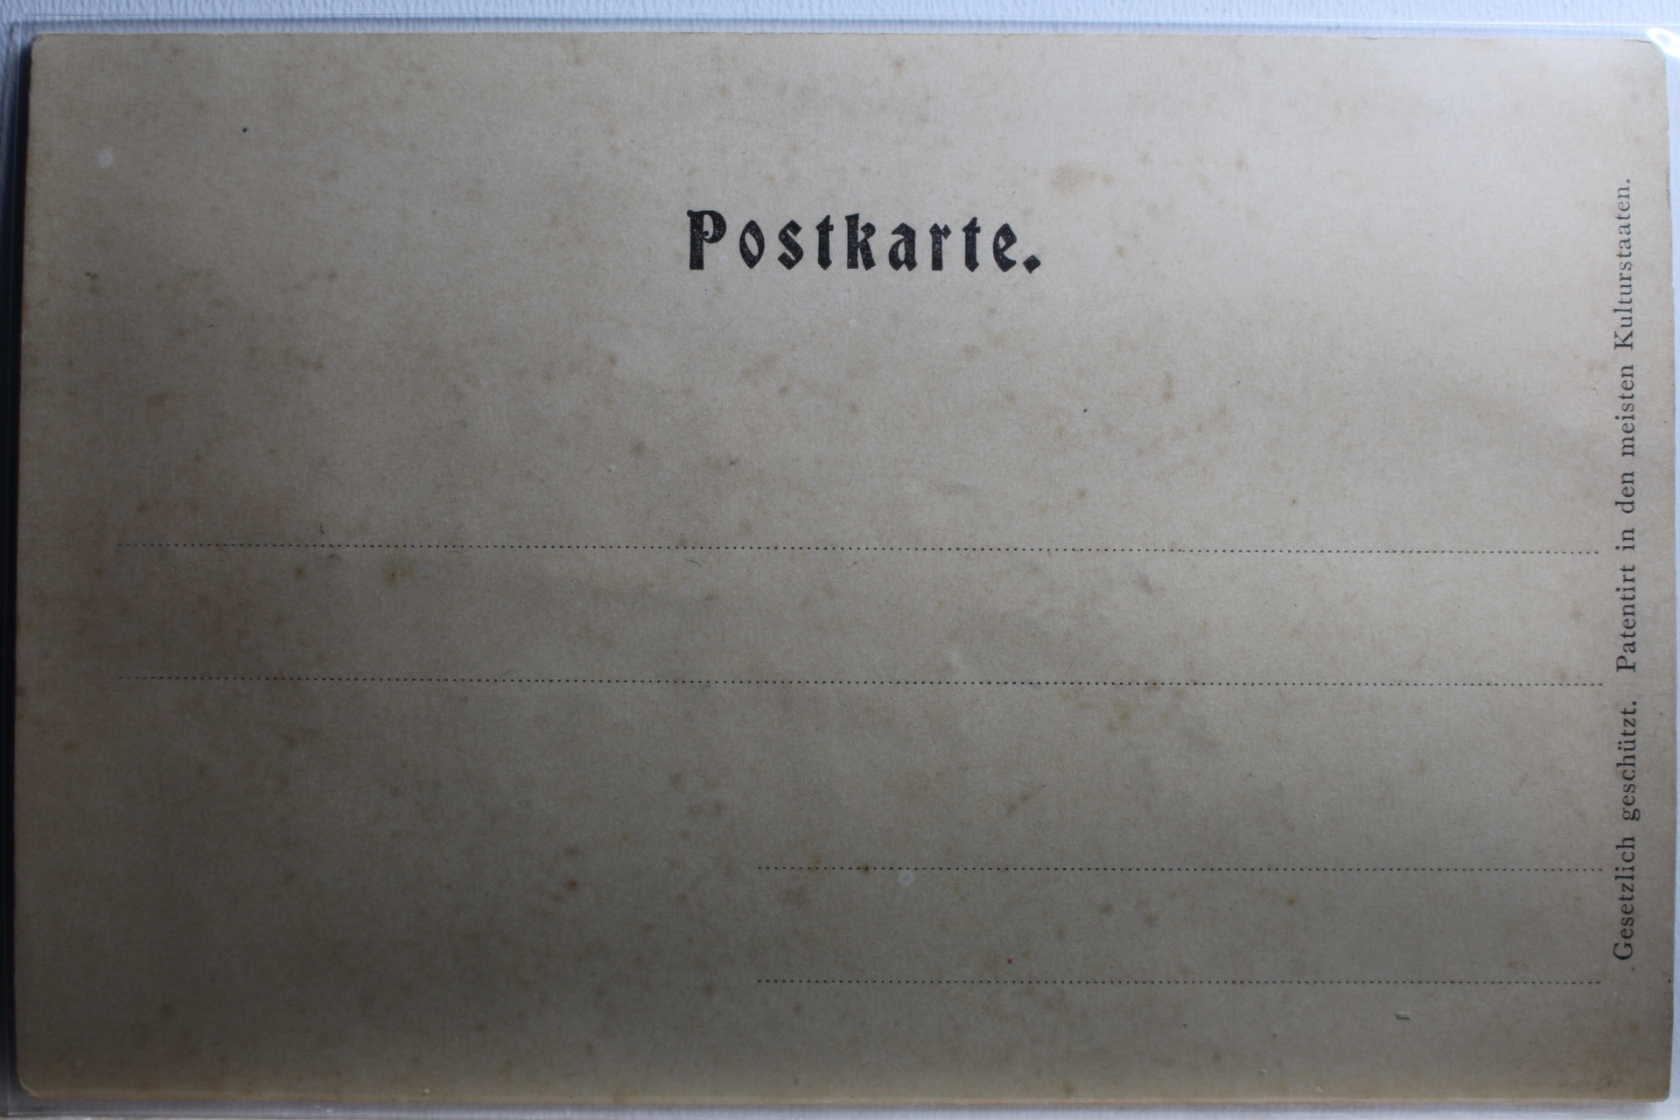 Postkarte.
Gesetzlich geschützt. Patentirt in den meisten Kulturstaaten.